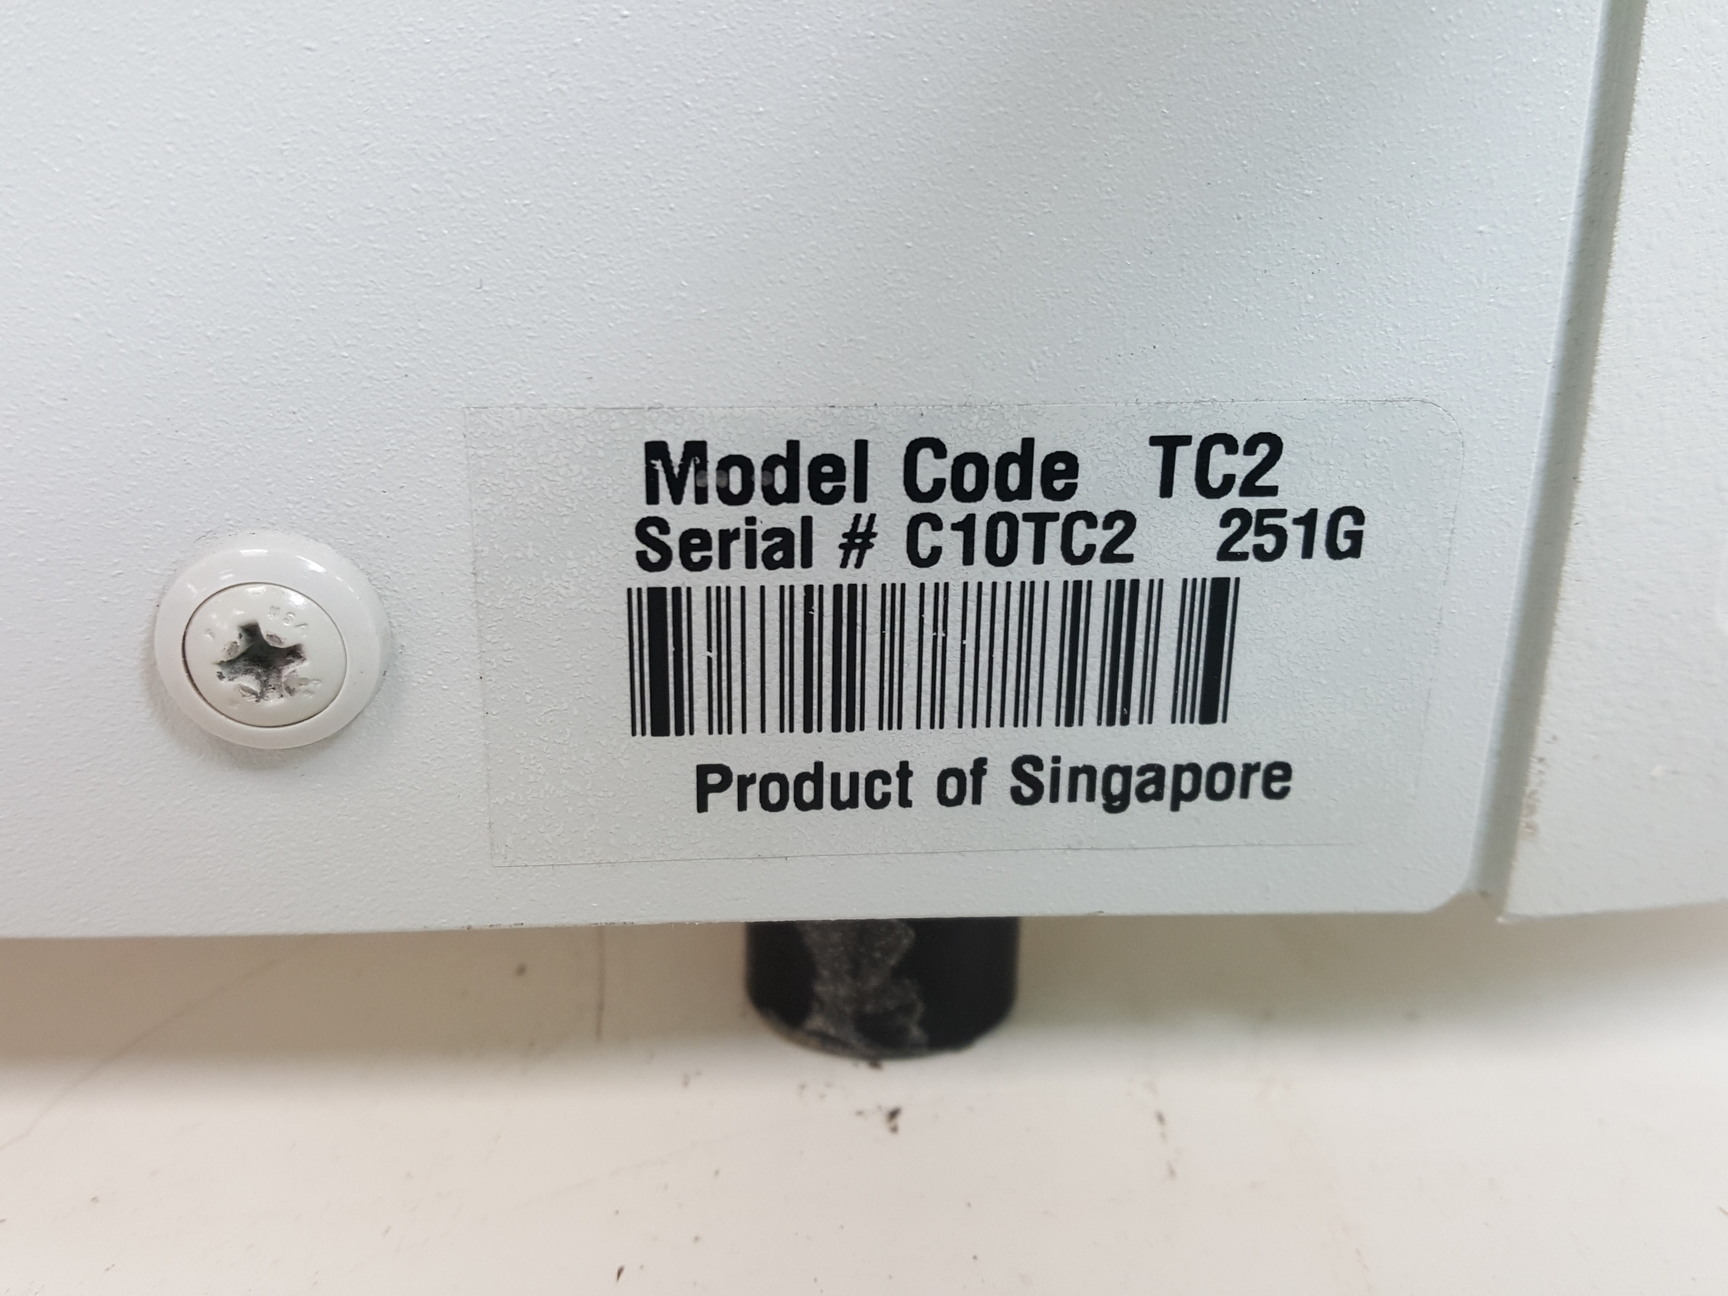 Model Code TC2
Serial # C10TC2 251G
Product of Singapore